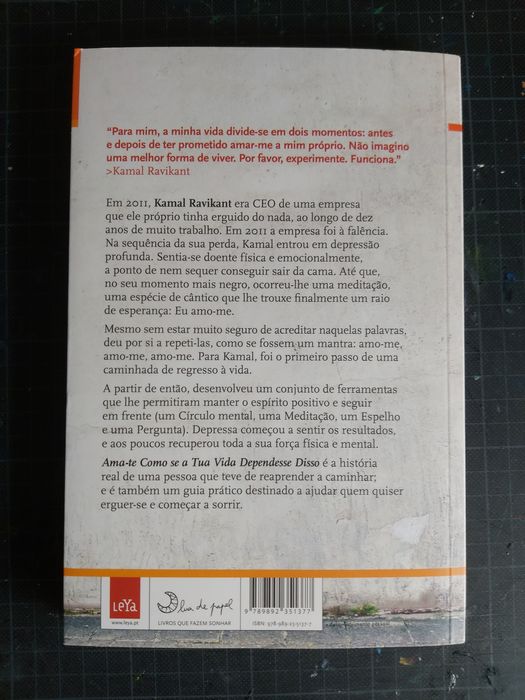 “Para mim, a minha vida divide-se em dois momentos: antes
e depois de ter prometido amar-me a mim próprio. Não imagino
uma melhor forma de viver. Por favor, experimente. Funciona.”
>Kamal Ravikant
Em 2011, Kamal Ravikant era CEO de uma empresa
que ele próprio tinha erguido do nada, ao longo de dez
anos de muito trabalho. Em 2011 a empresa foi à falência.
Na sequência da sua perda, Kamal entrou em depressão
profunda. Sentia-se doente física e emocionalmente,
a ponto de nem sequer conseguir sair da cama. Até que,
no seu momento mais negro, ocorreu-lhe uma meditação,
uma espécie de cântico que lhe trouxe finalmente um raio
de esperança: Eu amo-me.
Mesmo sem estar muito seguro de acreditar naquelas palavras,
deu por si a repeti-las, como se fossem um mantra: amo-me,
amo-me, amo-me. Para Kamal, foi o primeiro passo de uma
caminhada de regresso à vida.
A partir de então, desenvolveu um conjunto de ferramentas
que lhe permitiram manter o espírito positivo e seguir
em frente (um Círculo mental, uma Meditação, um Espelho
e uma Pergunta). Depressa começou a sentir os resultados,
e aos poucos recuperou toda a sua força física e mental.
Ama-te Como se a Tua Vida Dependesse Disso é a história
real de uma pessoa que teve de reaprender a caminhar;
e é também um guia prático destinado a ajudar quem quiser
erguer-se e começar a sorrir.
LeYa
www.leya.pt
lua de papel
LIVROS QUE FAZEM SONHAR
9 789892 351377
ISBN: 978-989-23-5137-7